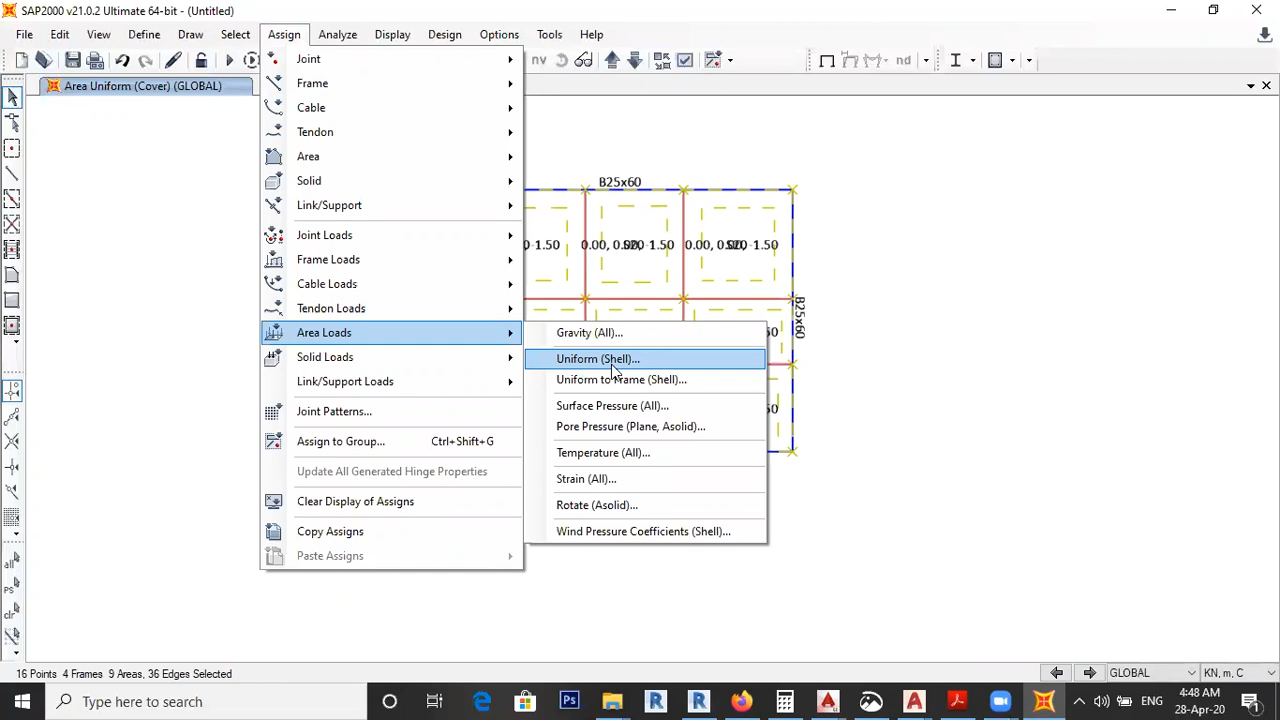 SAP2000 v21.0.2 Ultimate 64-bit - (Untitled)
File Edit View Define Draw Select Assign Analyze Display Design Options Tools Help
nv
nd
Area Uniform (Cover) (GLOBAL)
Joint
Frame
Cable
Tendon
Area
Solid
Link/Support
Joint Loads
Frame Loads
Cable Loads
Tendon Loads
Area Loads
Solid Loads
Link/Support Loads
Joint Patterns...
Assign to Group... Ctrl+Shift+G
Update All Generated Hinge Properties
Clear Display of Assigns
Copy Assigns
Paste Assigns
Gravity (All)...
Uniform (Shell)...
Uniform to Frame (Shell)...
Surface Pressure (All)...
Pore Pressure (Plane, Asolid)...
Temperature (All)...
Strain (All)...
Rotate (Asolid)...
Wind Pressure Coefficients (Shell)...
B25x60
B25x60
all
PS
clr
16 Points 4 Frames 9 Areas, 36 Edges Selected
GLOBAL
KN, m, C
Type here to search
ENG
4:48 AM
28-Apr-20